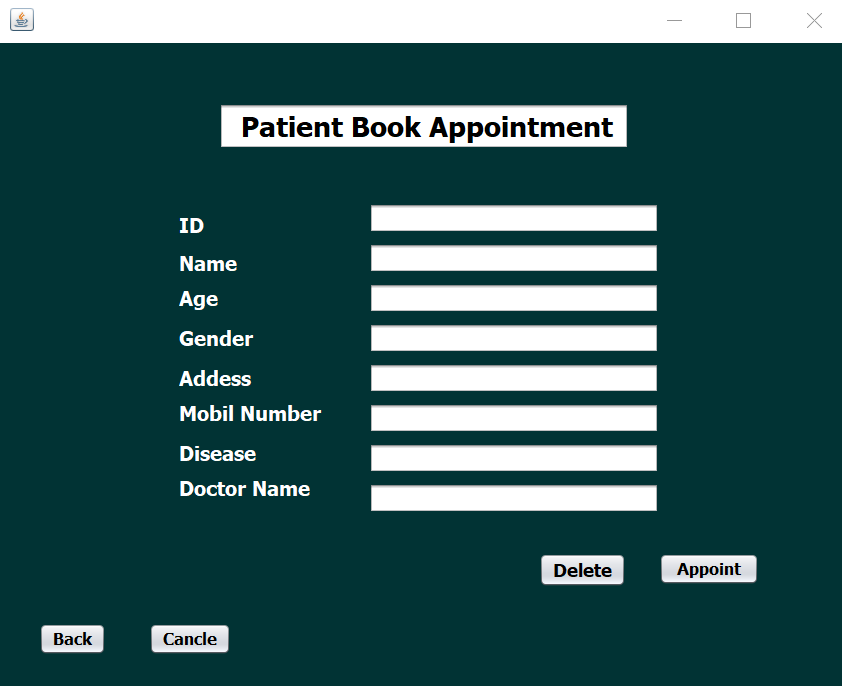 Patient Book Appointment
ID
Name
Age
Gender
Addess
Mobil Number
Disease
Doctor Name
Delete Appoint
Back Cancle